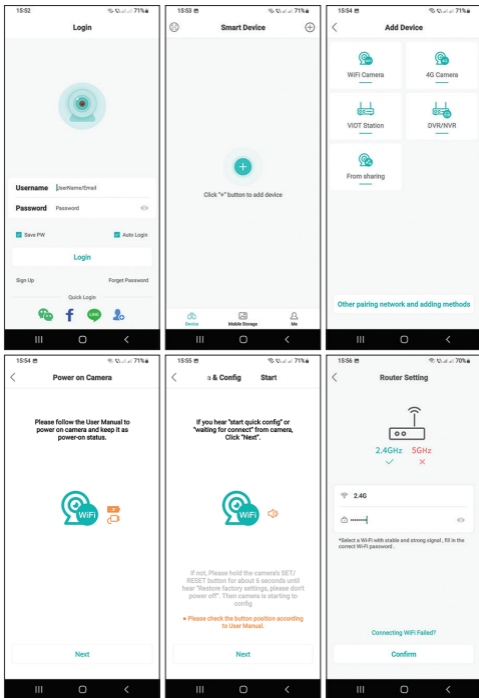 15:52
71%
Login
Username
UserName/Email
Password
Password
Save PW
Auto Login
Login
Sign Up
Forget Password
Quick Login
LINE
15:53
71%
Smart Device
Click "+" button to add device
Device
Mobile Storage
Me
15:54
71%
Add Device
WiFi Camera
4G Camera
VIOT Station
DVR/NVR
From sharing
Other pairing network and adding methods
15:54
71%
Power on Camera
Please follow the User Manual to
power on camera and keep it as
power-on status.
WiFi
Next
15:55
71%
& Config
Start
If you hear "start quick config" or
"waiting for connect" from camera,
Click "Next".
WiFi
If not, Please hold the camera's SET/
RESET button for about 5 seconds until
hear "Restore factory settings, please don't
power off". Then camera is starting to
config
● Please check the button position according
to User Manual.
Next
15:56
70%
Router Setting
2.4GHz
5GHz
2.4G
*Select a Wi-Fi with stable and strong signal , fill in the
correct Wi-Fi password .
Connecting WiFi Failed?
Confirm